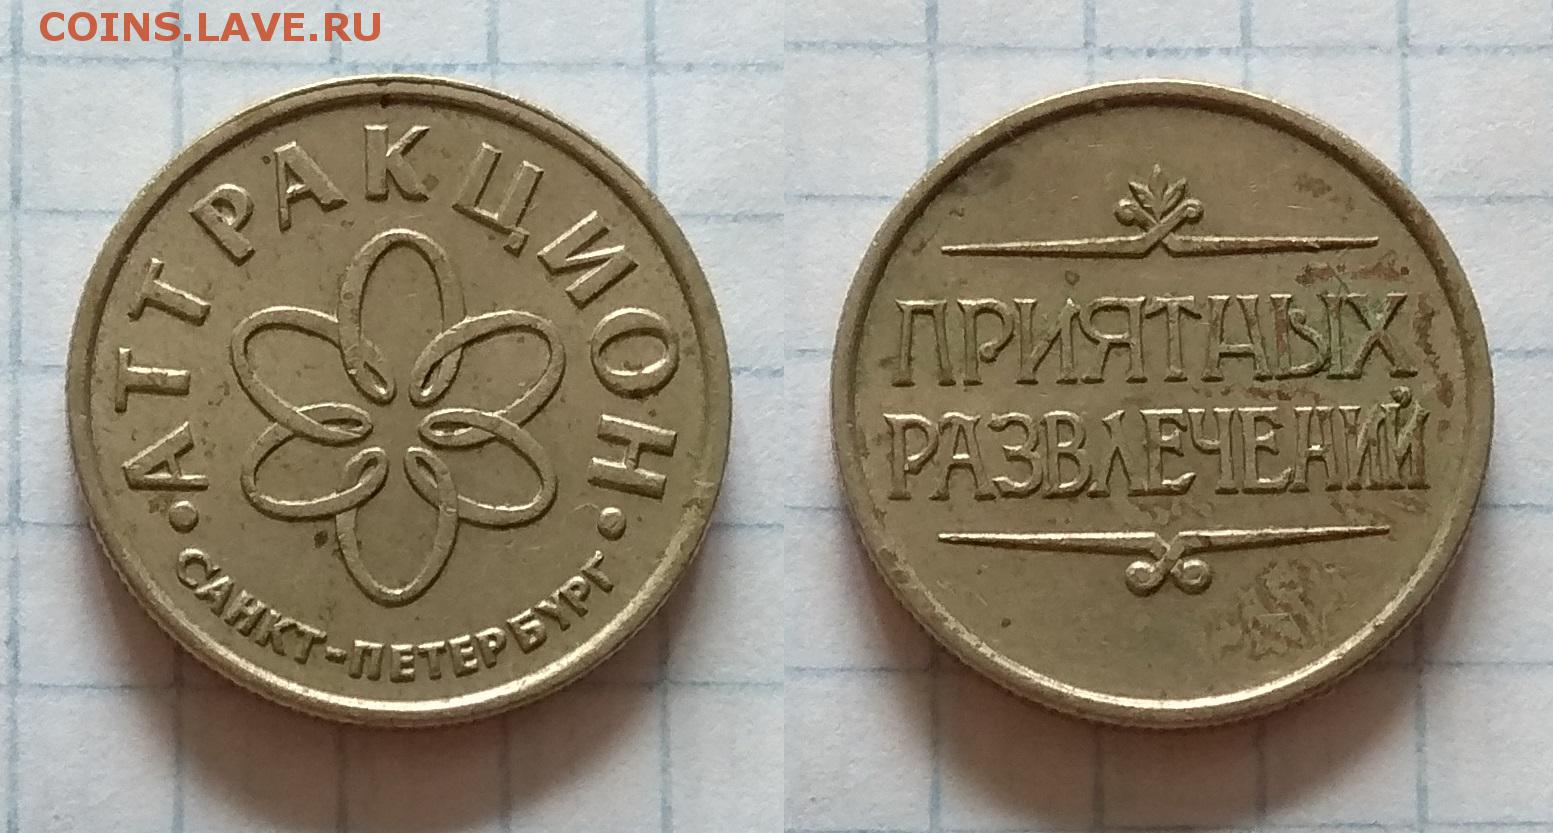 COINS.LAVE.RU
АТТРАКЦИОН
• САНКТ-ПЕТЕРБУРГ •
ПРИЯТНЫХ
РАЗВЛЕЧЕНИЙ